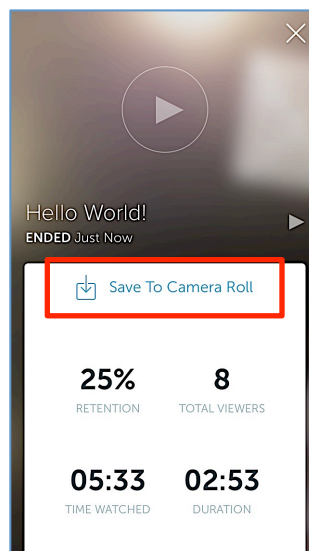 Hello World!
ENDED Just Now
Save To Camera Roll
25% 8
RETENTION TOTAL VIEWERS
05:33 02:53
TIME WATCHED DURATION